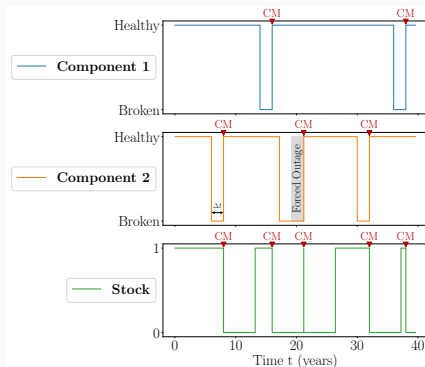 CM CM
Healthy
Component 1
Broken
CM CM CM
Healthy
Component 2
Forced Outage
Δt
Broken
CM CM CM CM CM
1
Stock
0
0 10 20 30 40
Time t (years)